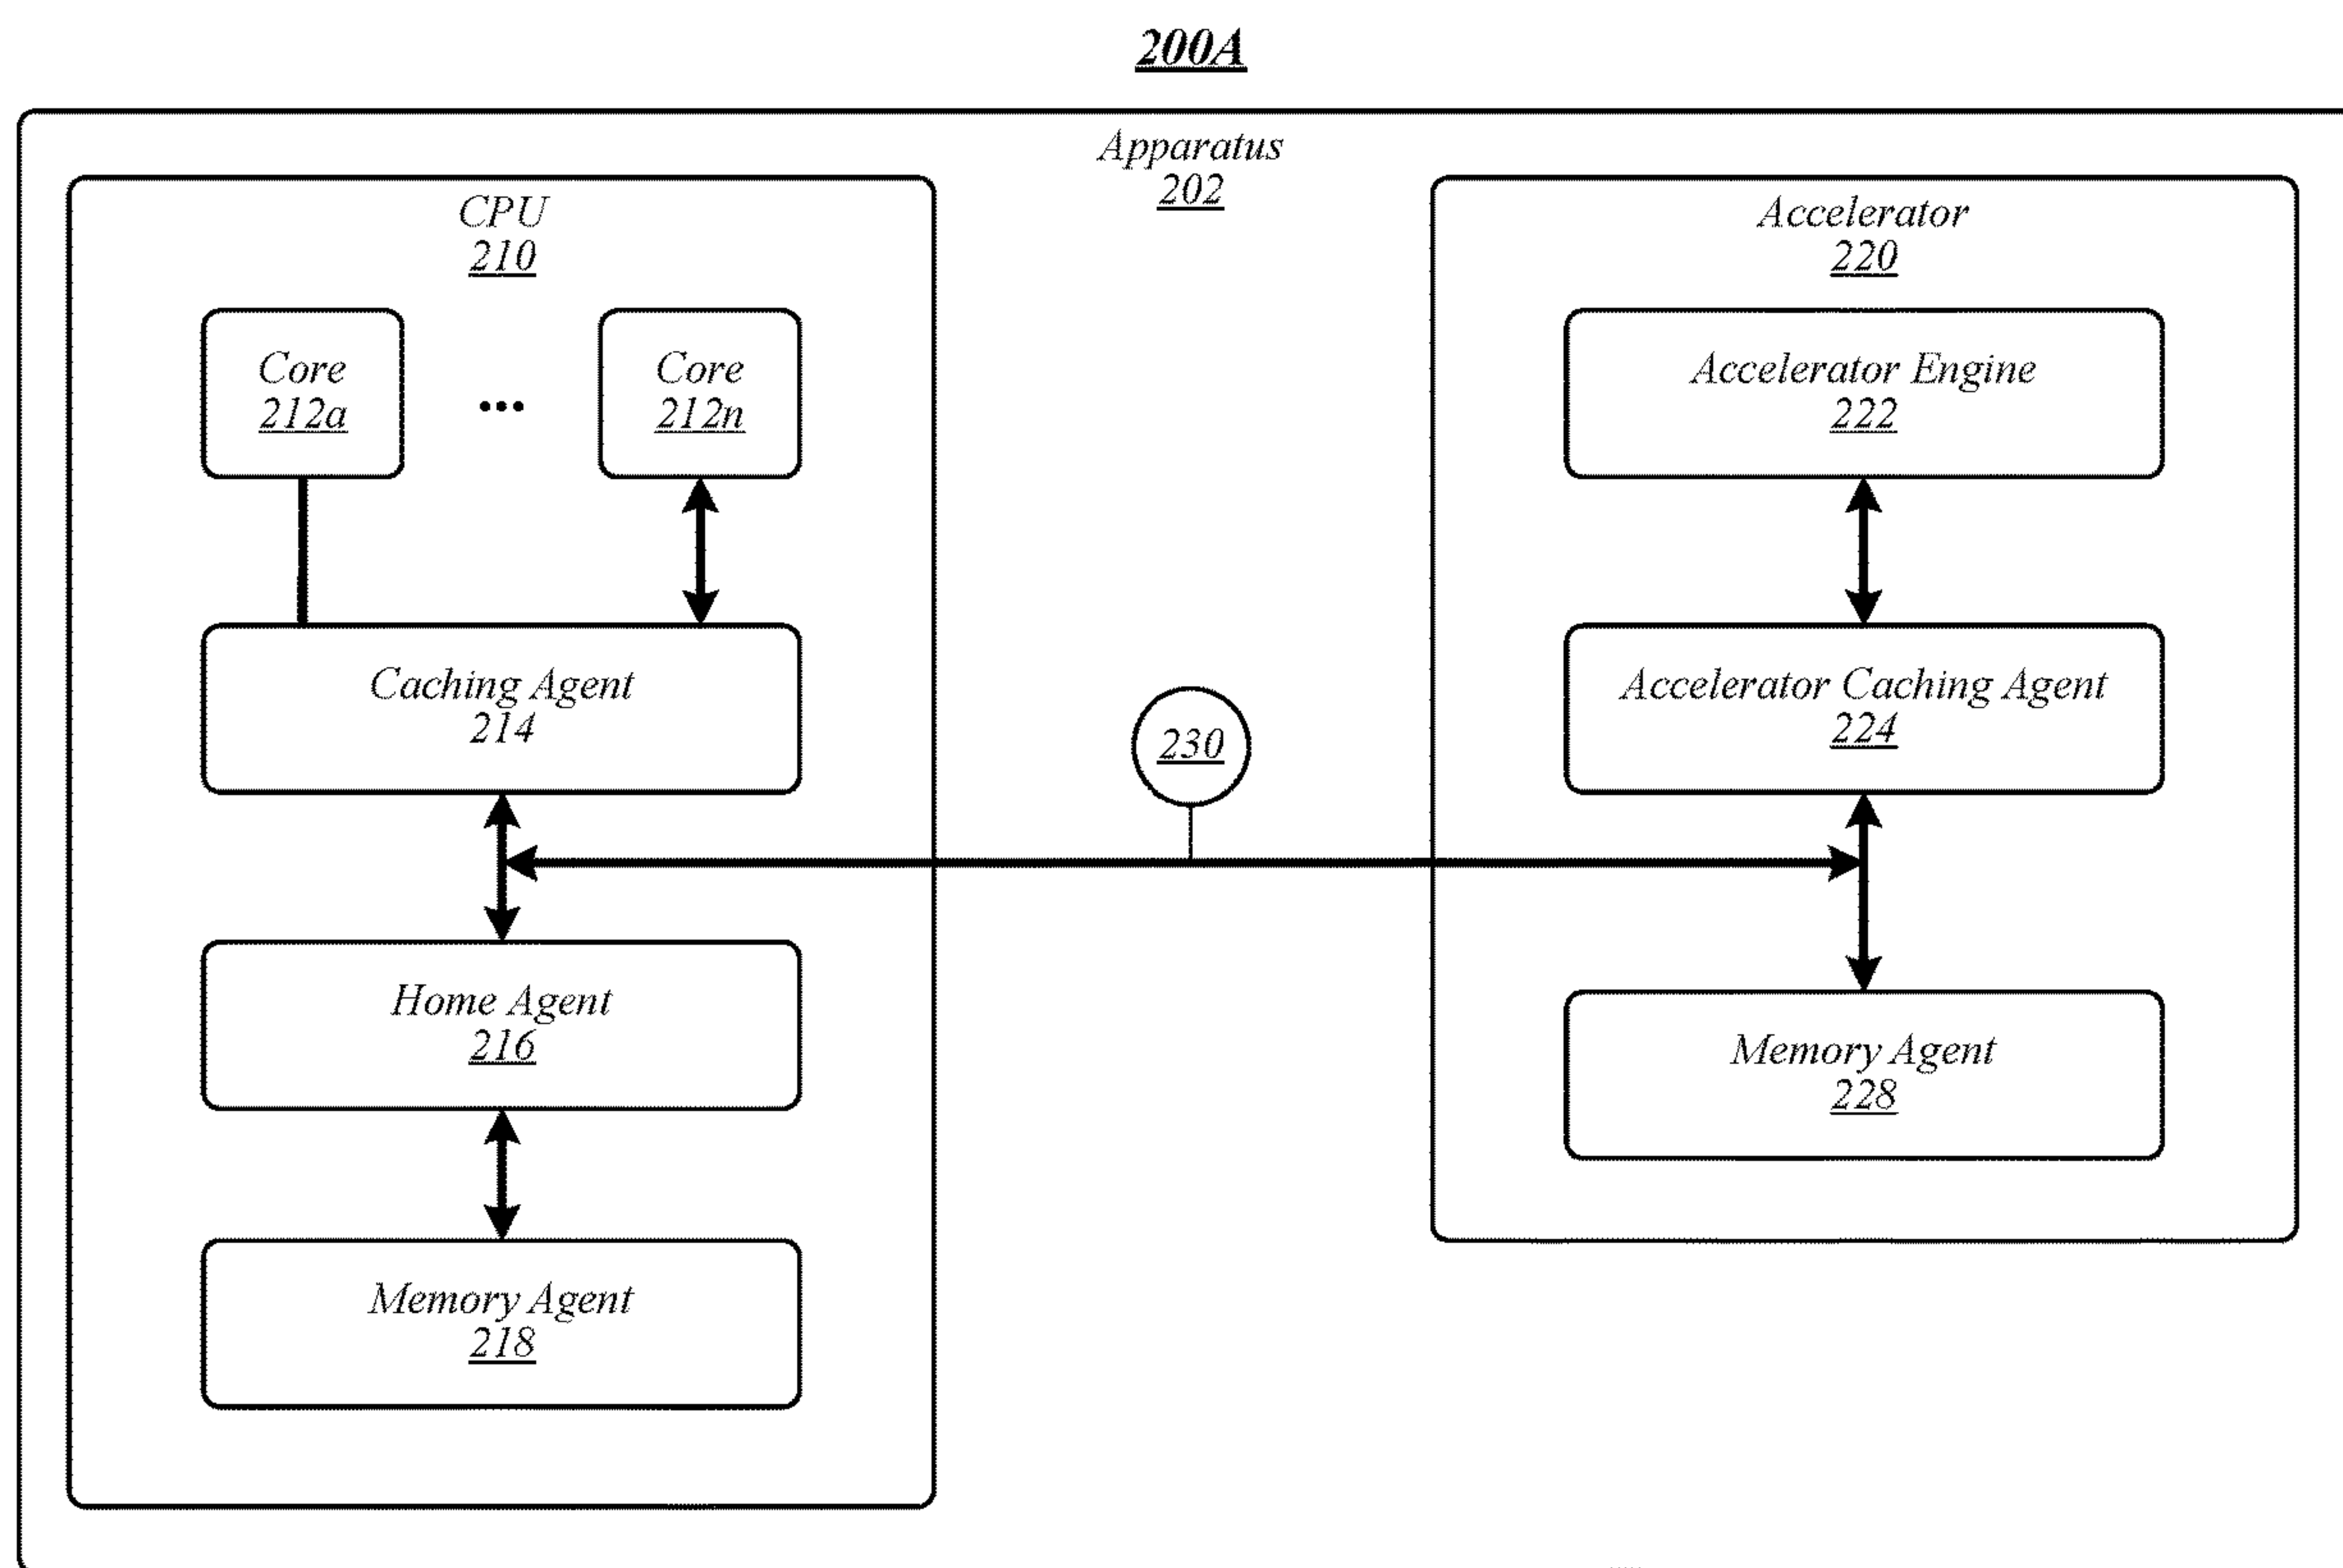 200A
Apparatus
202
CPU
210
Core
212a
...
Core
212n
Caching Agent
214
Home Agent
216
Memory Agent
218
230
Accelerator
220
Accelerator Engine
222
Accelerator Caching Agent
224
Memory Agent
228